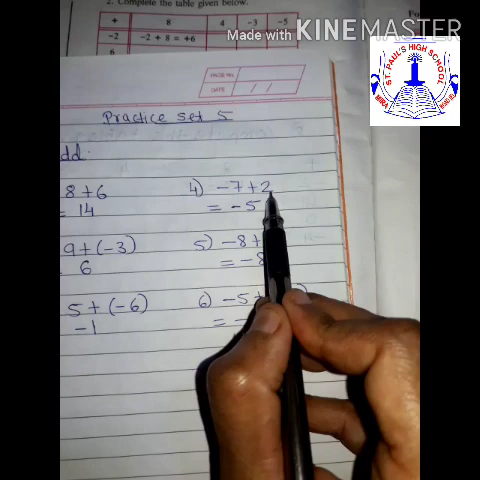 2. Complete the table given below.
+ 8 4 -3 -5
-2 -2 + 8 = +6
6
Made with KINEMASTER
ST. PAUL'S HIGH SCHOOL
PAGE No.
DATE / /
Practice Set 5
dd.
8 + 6
= 14
9 + (-3)
6
5 + (-6)
-1
4) -7 + 2
= -5
5) -8 +
= -8
6) -5 +
= -